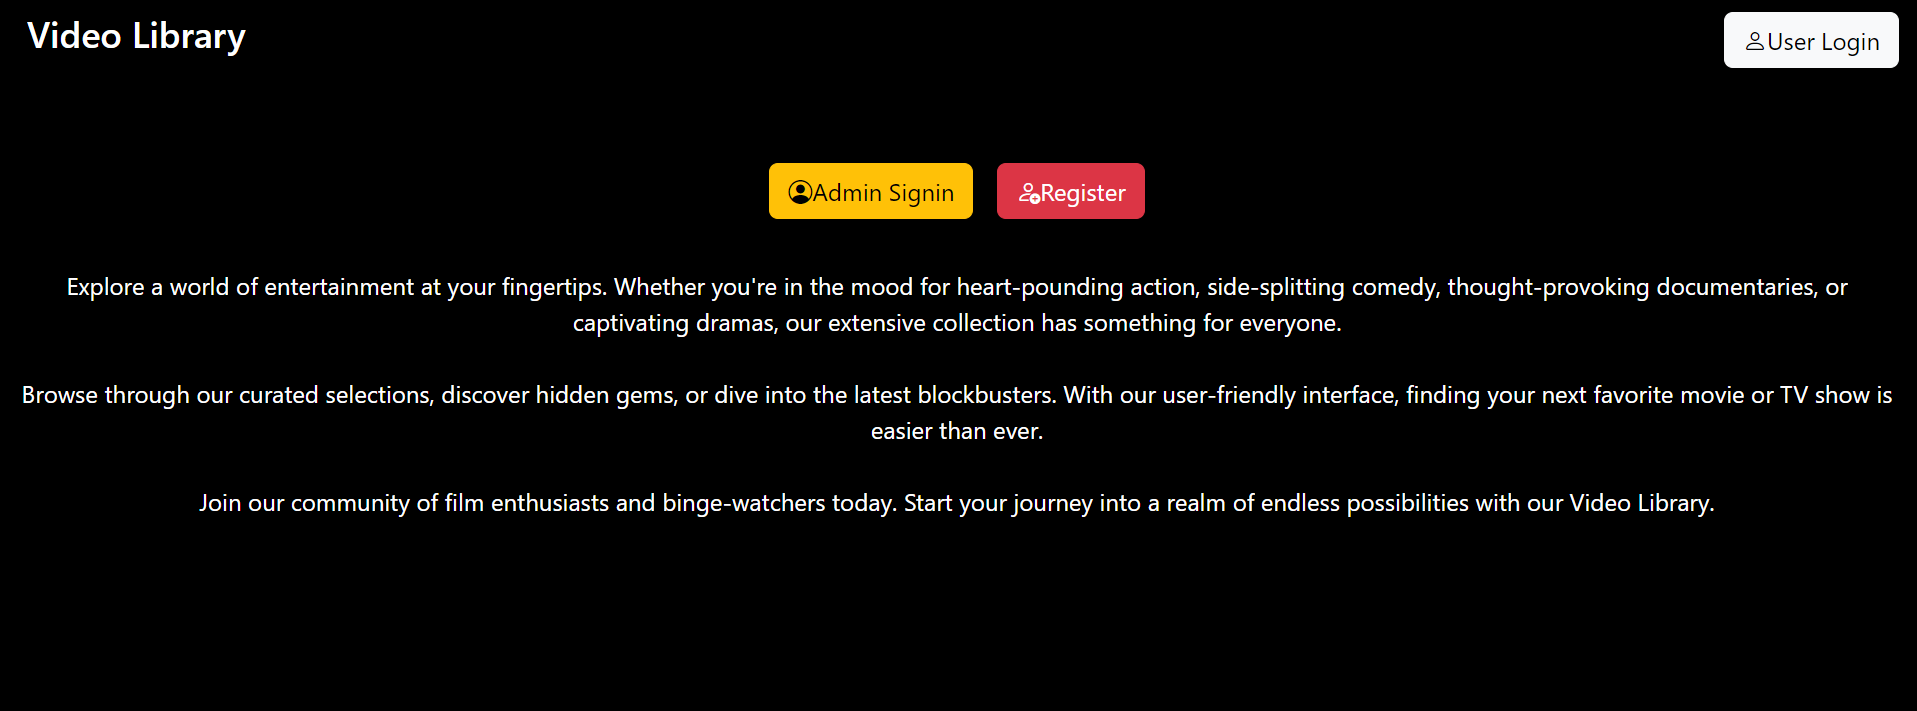 Video Library
User Login
Admin Signin
Register
Explore a world of entertainment at your fingertips. Whether you're in the mood for heart-pounding action, side-splitting comedy, thought-provoking documentaries, or
captivating dramas, our extensive collection has something for everyone.
Browse through our curated selections, discover hidden gems, or dive into the latest blockbusters. With our user-friendly interface, finding your next favorite movie or TV show is
easier than ever.
Join our community of film enthusiasts and binge-watchers today. Start your journey into a realm of endless possibilities with our Video Library.